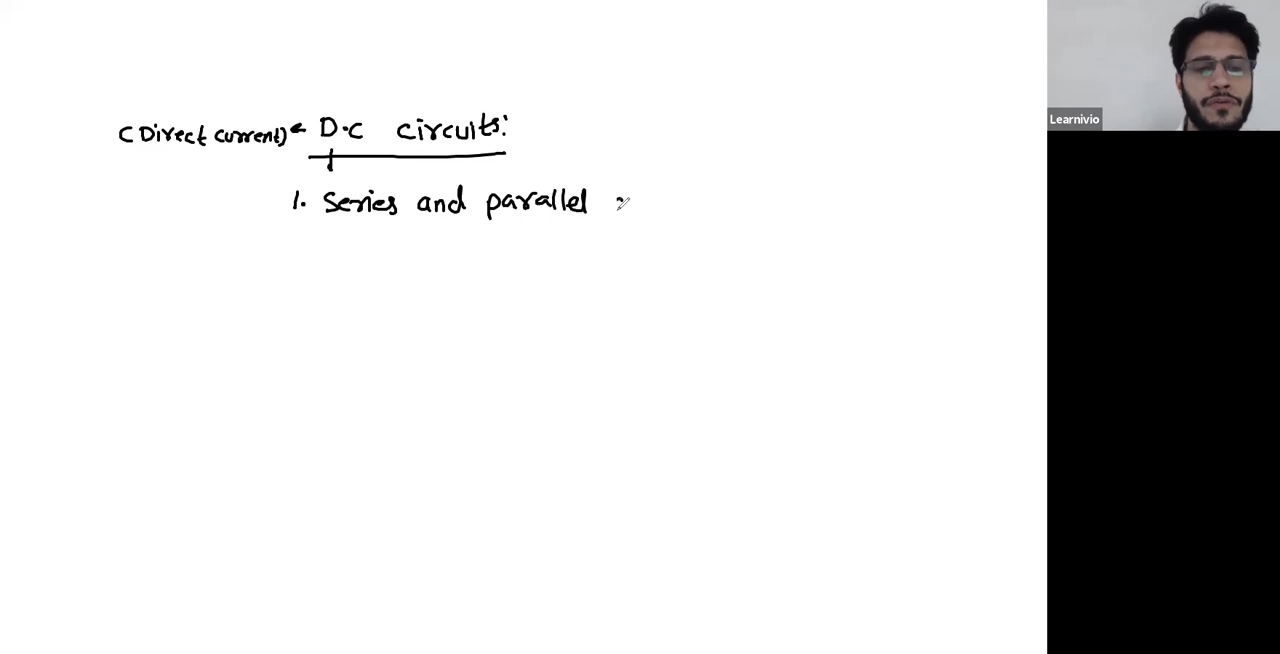 ( Direct current) ← D.C circuits:
1. Series and parallel
Learnivio